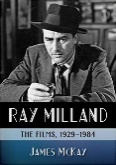 RAY MILLAND
THE FILMS, 1929–1984
JAMES McKAY